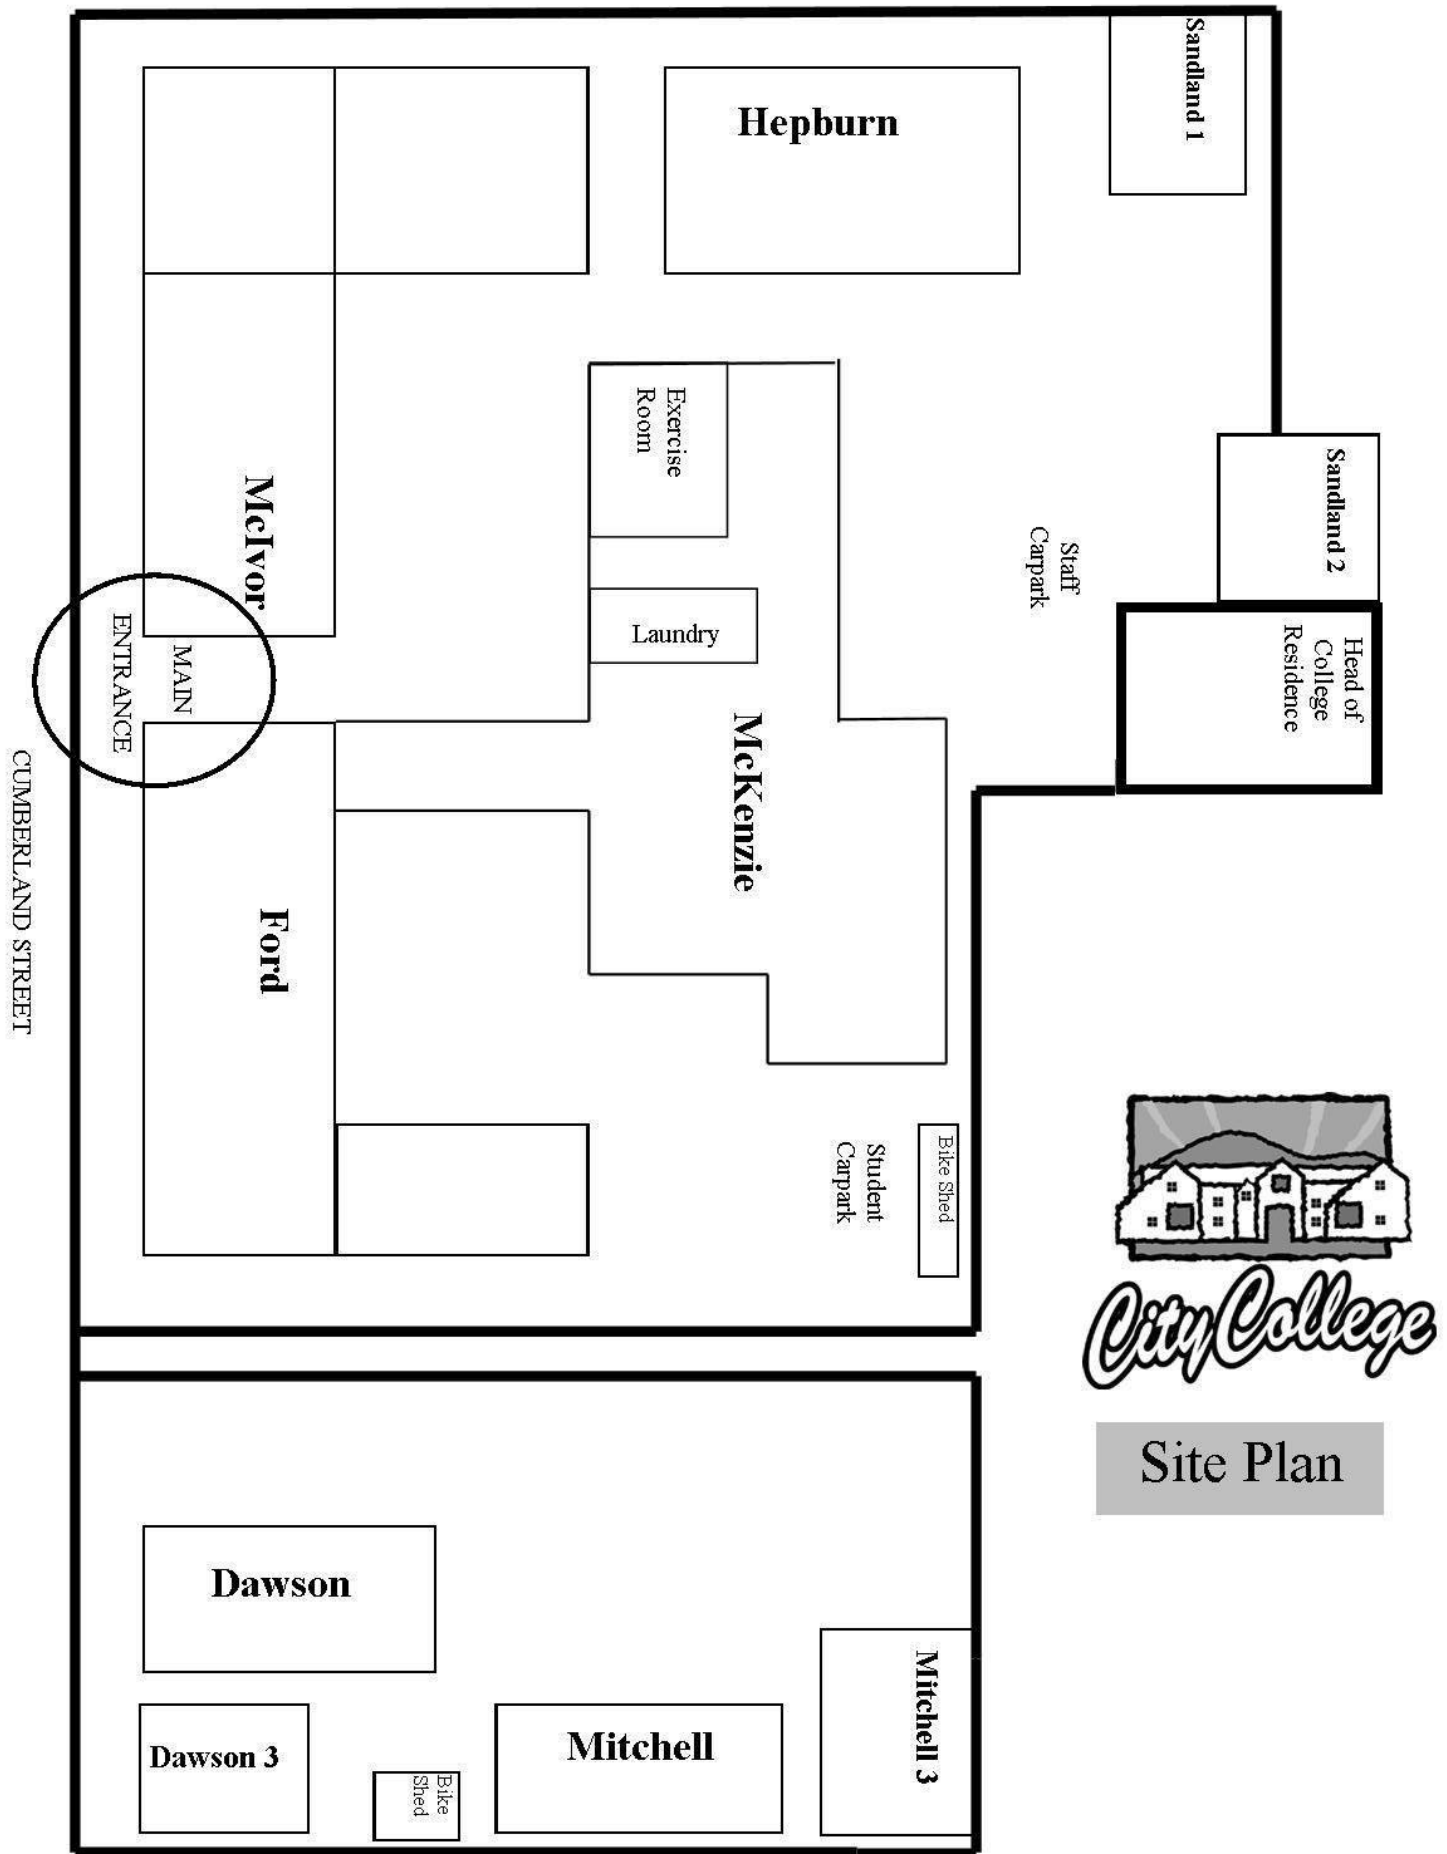 Sandland 1
Hepburn
Exercise
Room
Sandland 2
Staff
Carpark
McIvor
Laundry
Head of
College
Residence
MAIN
ENTRANCE
McKenzie
CUMBERLAND STREET
Ford
Bike Shed
Student
Carpark
City College
Site Plan
Dawson
Mitchell 3
Mitchell
Dawson 3
Bike
Shed